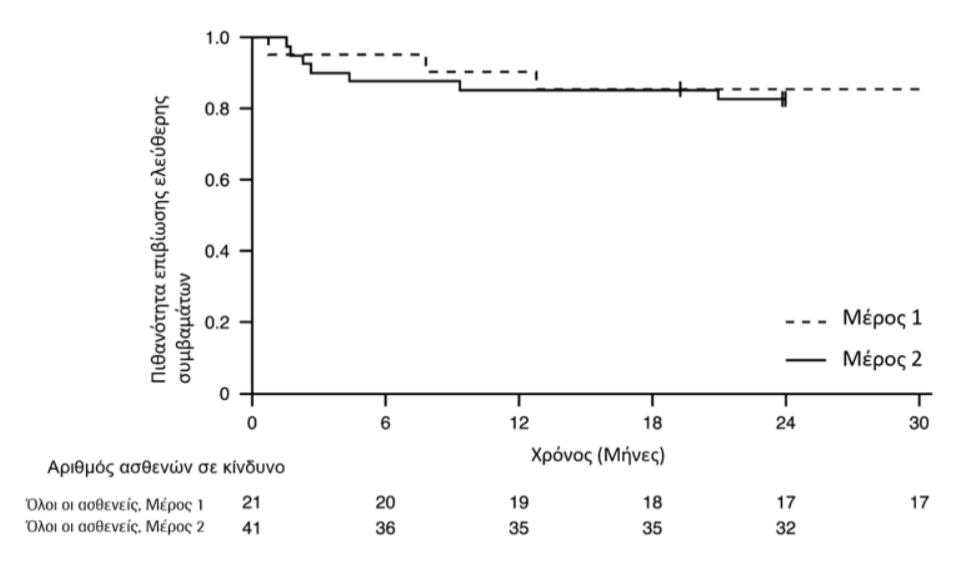 Πιθανότητα επιβίωσης ελεύθερης
συμβαμάτων
1.0
0.8
0.6
0.4
0.2
0
Μέρος 1
Μέρος 2
0 6 12 18 24 30
Χρόνος (Μήνες)
Αριθμός ασθενών σε κίνδυνο
Όλοι οι ασθενείς, Μέρος 1 21 20 19 18 17 17
Όλοι οι ασθενείς, Μέρος 2 41 36 35 35 32